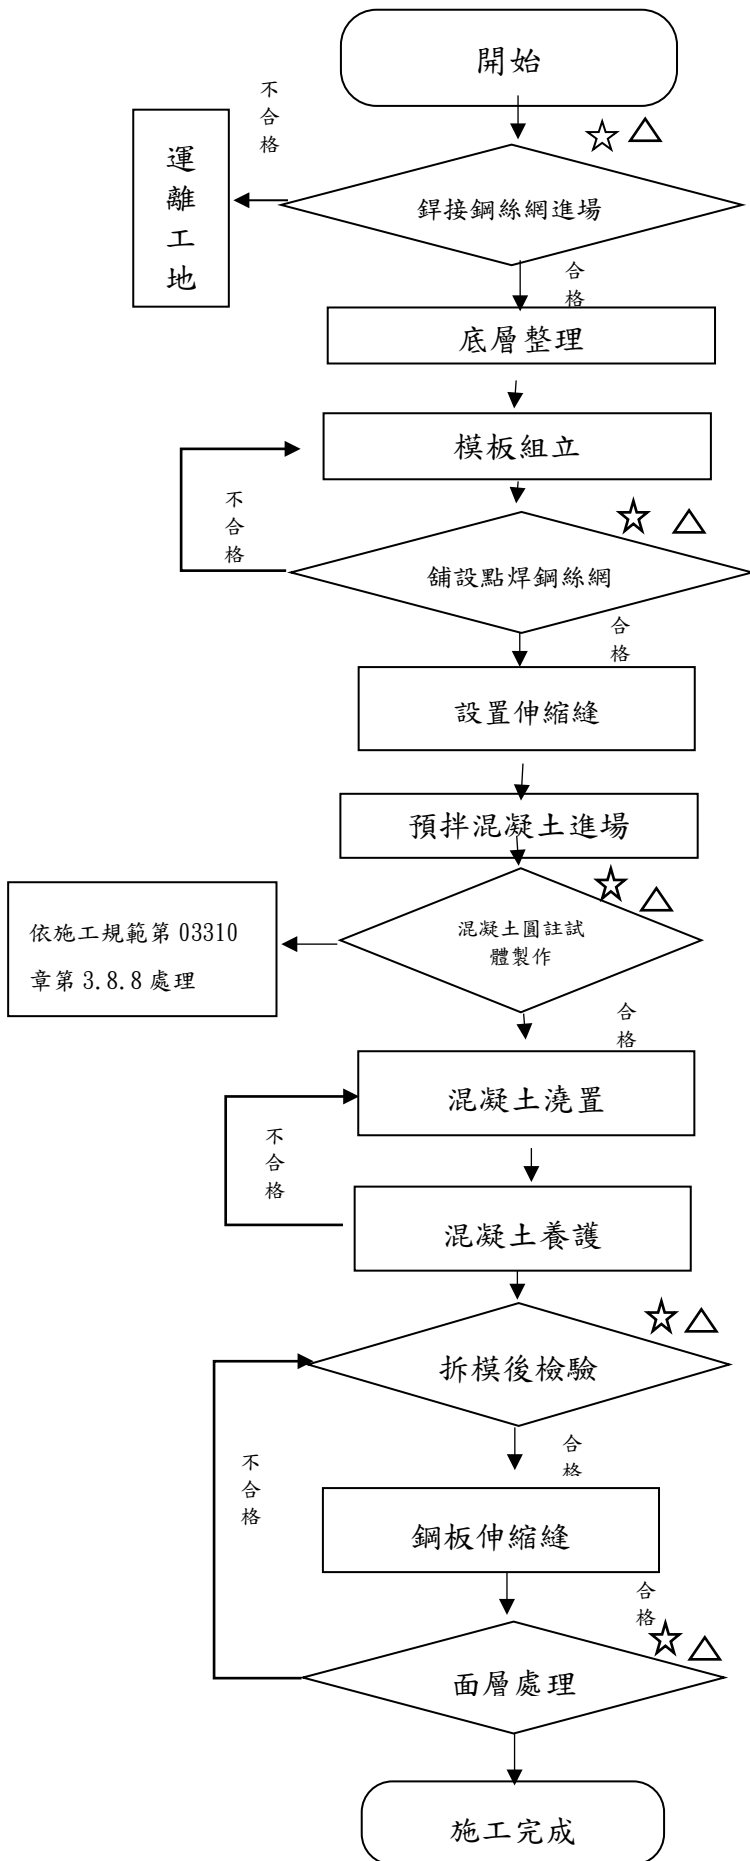 開始
不合格
運離工地
銲接鋼絲網進場
合格
底層整理
模板組立
不合格
舖設點焊鋼絲網
合格
設置伸縮縫
預拌混凝土進場
依施工規範第 03310
章第 3.8.8 處理
混凝土圓註試
體製作
合格
混凝土澆置
不合格
混凝土養護
拆模後檢驗
合格
不合格
鋼板伸縮縫
合格
面層處理
施工完成